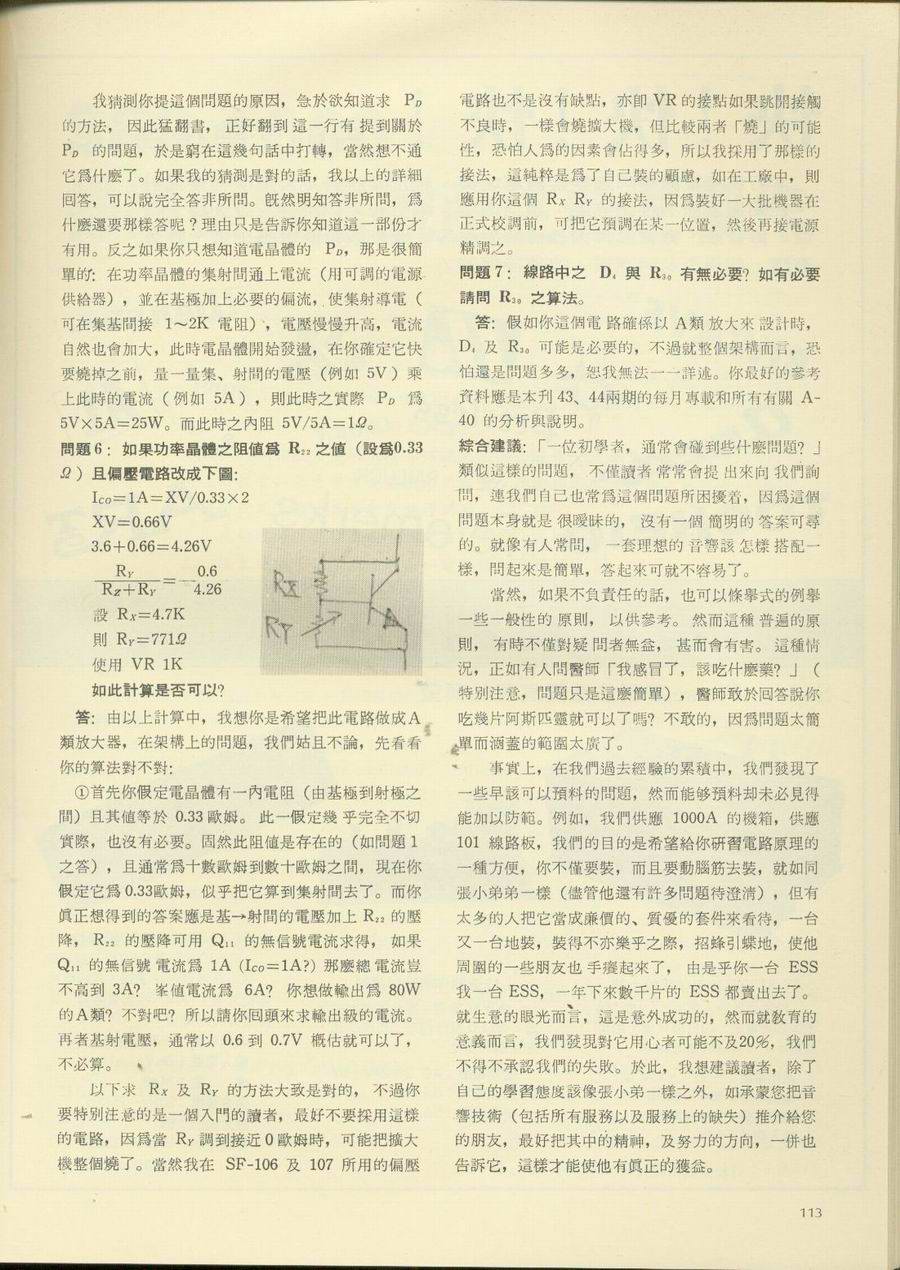 我猜測你提這個問題的原因，急於欲知道求 PD
的方法， 因此猛翻書， 正好翻到這一行有提到關於
PD 的問題，於是窮在這幾句話中打轉，當然想不通
它爲什麼了。如果我的猜測是對的話，我以上的詳細
回答，可以說完全答非所問。旣然明知答非所問，爲
什麼還要那樣答呢？理由只是告訴你知道這一部份才
有用。反之如果你只想知道電晶體的 PD，那是很簡
單的: 在功率晶體的集射間通上電流（用可調的電源
供給器），並在基極加上必要的偏流，使集射導電（
可在集基間接 1～2K 電阻），電壓慢慢升高，電流
自然也會加大，此時電晶體開始發燙，在你確定它快
要燒掉之前，量一量集、射間的電壓（例如 5V）乘
上此時的電流（例如 5A），則此時之實際 PD 爲
5V×5A=25W。而此時之內阻 5V/5A=1Ω。
問題6：如果功率晶體之阻值爲 R22 之值（設爲0.33
Ω）且偏壓電路改成下圖:
ICO=1A=XV/0.33×2
XV=0.66V
3.6+0.66=4.26V
RY/(RZ+RY)=0.6/4.26
設 RX=4.7K
則 RY=771Ω
使用 VR 1K
RX
RY
如此計算是否可以?
答: 由以上計算中，我想你是希望把此電路做成A
類放大器，在架構上的問題，我們姑且不論，先看看
你的算法對不對:
①首先你假定電晶體有一內電阻（由基極到射極之
間）且其値等於 0.33 歐姆。 此一假定幾乎完全不切
實際，也沒有必要。固然此阻值是存在的（如問題1
之答），且通常爲十數歐姆到數十歐姆之間，現在你
假定它爲 0.33歐姆，似乎把它算到集射間去了。而你
眞正想得到的答案應是基→射間的電壓加上 R22 的壓
降， R22 的壓降可用 Q11 的無信號電流求得， 如果
Q11 的無信號電流爲 1A (ICO=1A?) 那麼總電流豈
不高到 3A? 峯値電流爲 6A? 你想做輸出爲 80W
的A類? 不對吧? 所以請你回頭來求輸出級的電流。
再者基射電壓，通常以 0.6 到 0.7V 概估就可以了，
不必算。
以下求 RX 及 RY 的方法大致是對的， 不過你
要特別注意的是一個入門的讀者，最好不要採用這樣
的電路，因爲當 RY 調到接近 0 歐姆時，可能把擴大
機整個燒了。當然我在 SF-106 及 107 所用的偏壓
電路也不是沒有缺點，亦卽 VR 的接點如果跳開接觸
不良時，一樣會燒擴大機，但比較兩者「燒」的可能
性，恐怕人爲的因素會佔得多，所以我採用了那樣的
接法，這純粹是爲了自己裝的顧慮，如在工廠中，則
應用你這個 RX RY 的接法，因爲裝好一大批機器在
正式校調前，可把它預調在某一位置，然後再接電源
精調之。
問題7：線路中之 D4 與 R30 有無必要? 如有必要
請問 R30 之算法。
答: 假如你這個電路確係以 A類放大來設計時，
D4 及 R30 可能是必要的，不過就整個架構而言，恐
怕還是問題多多，恕我無法一一詳述。你最好的參考
資料應是本刊 43、44兩期的每月專載和所有有關 A-
40 的分析與說明。
綜合建議:「一位初學者，通常會碰到些什麼問題? 」
類似這樣的問題， 不僅讀者常常會提出來向我們詢
問，連我們自己也常爲這個問題所困擾着，因爲這個
問題本身就是很曖昧的， 沒有一個簡明的答案可尋
的。就像有人常問， 一套理想的音響該怎樣搭配一
樣，問起來是簡單，答起來可就不容易了。
當然，如果不負責任的話，也可以條擧式的例擧
一些一般性的原則， 以供參考。 然而這種普遍的原
則， 有時不僅對疑問者無益， 甚而會有害。 這種情
況，正如有人問醫師「我感冒了，該吃什麼藥? 」（
特別注意，問題只是這麼簡單），醫師敢於回答說你
吃幾片阿斯匹靈就可以了嗎? 不敢的，因爲問題太簡
單而涵蓋的範圍太廣了。
事實上，在我們過去經驗的累積中，我們發現了
一些早該可以預料的問題，然而能够預料却未必見得
能加以防範。例如，我們供應 1000A 的機箱，供應
101 線路板，我們的目的是希望給你研習電路原理的
一種方便，你不僅要裝，而且要動腦筋去裝，就如同
張小弟弟一樣（儘管他還有許多問題待澄淸），但有
太多的人把它當成廉價的、質優的套件來看待，一台
又一台地裝，裝得不亦樂乎之際，招蜂引蝶地，使他
周圍的一些朋友也手癢起來了， 由是乎你一台 ESS
我一台 ESS，一年下來數千片的 ESS 都賣出去了。
就生意的眼光而言，這是意外成功的，然而就敎育的
意義而言，我們發現對它用心者可能不及20%，我們
不得不承認我們的失敗。於此，我想建議讀者，除了
自己的學習態度該像張小弟一樣之外，如承蒙您把音
響技術（包括所有服務以及服務上的缺失）推介給您
的朋友，最好把其中的精神，及努力的方向，一併也
告訴它，這樣才能使他有眞正的獲益。
113